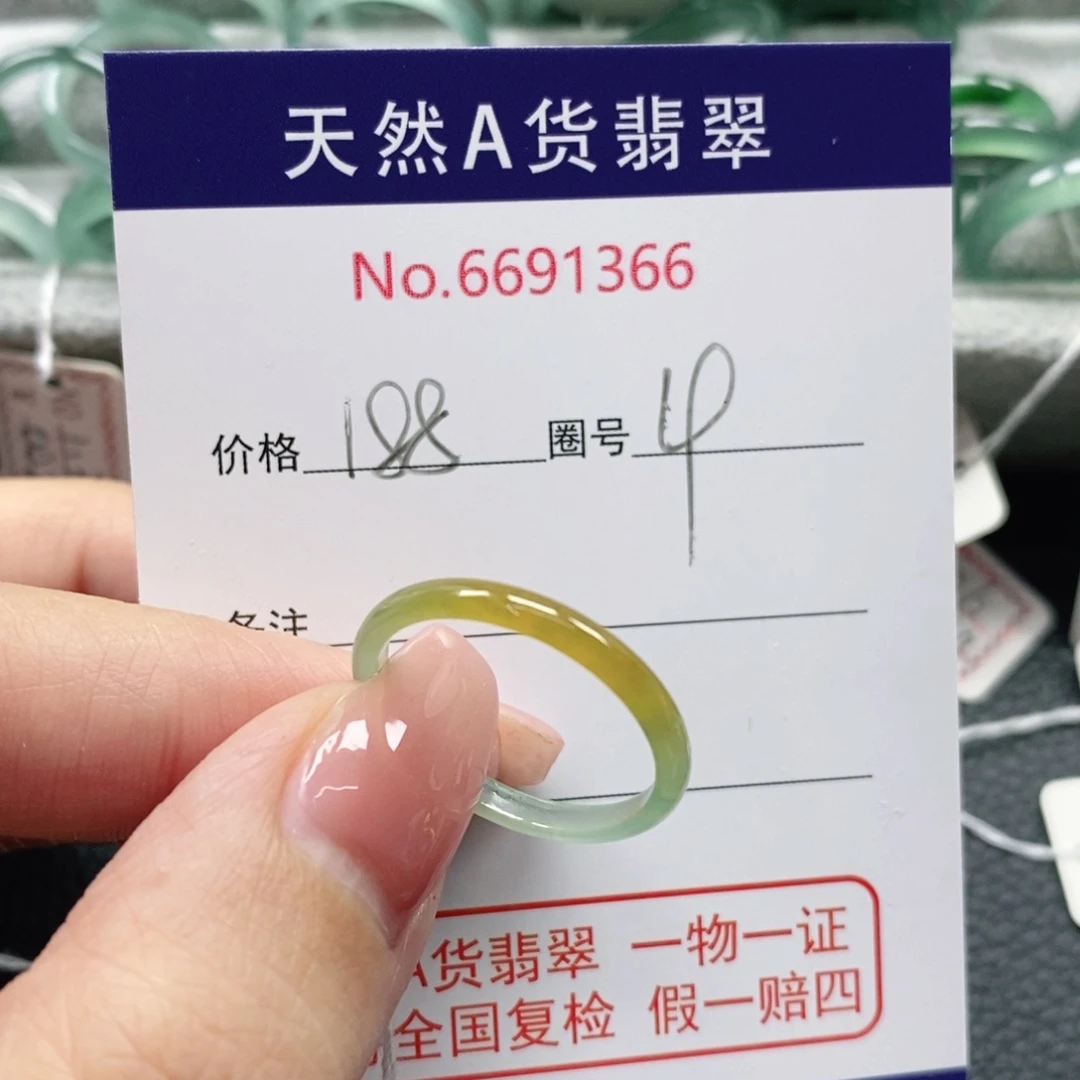 天然A货翡翠
No.6691366
价格 188 圈号 4
备注
A货翡翠 一物一证
全国复检 假一赔四